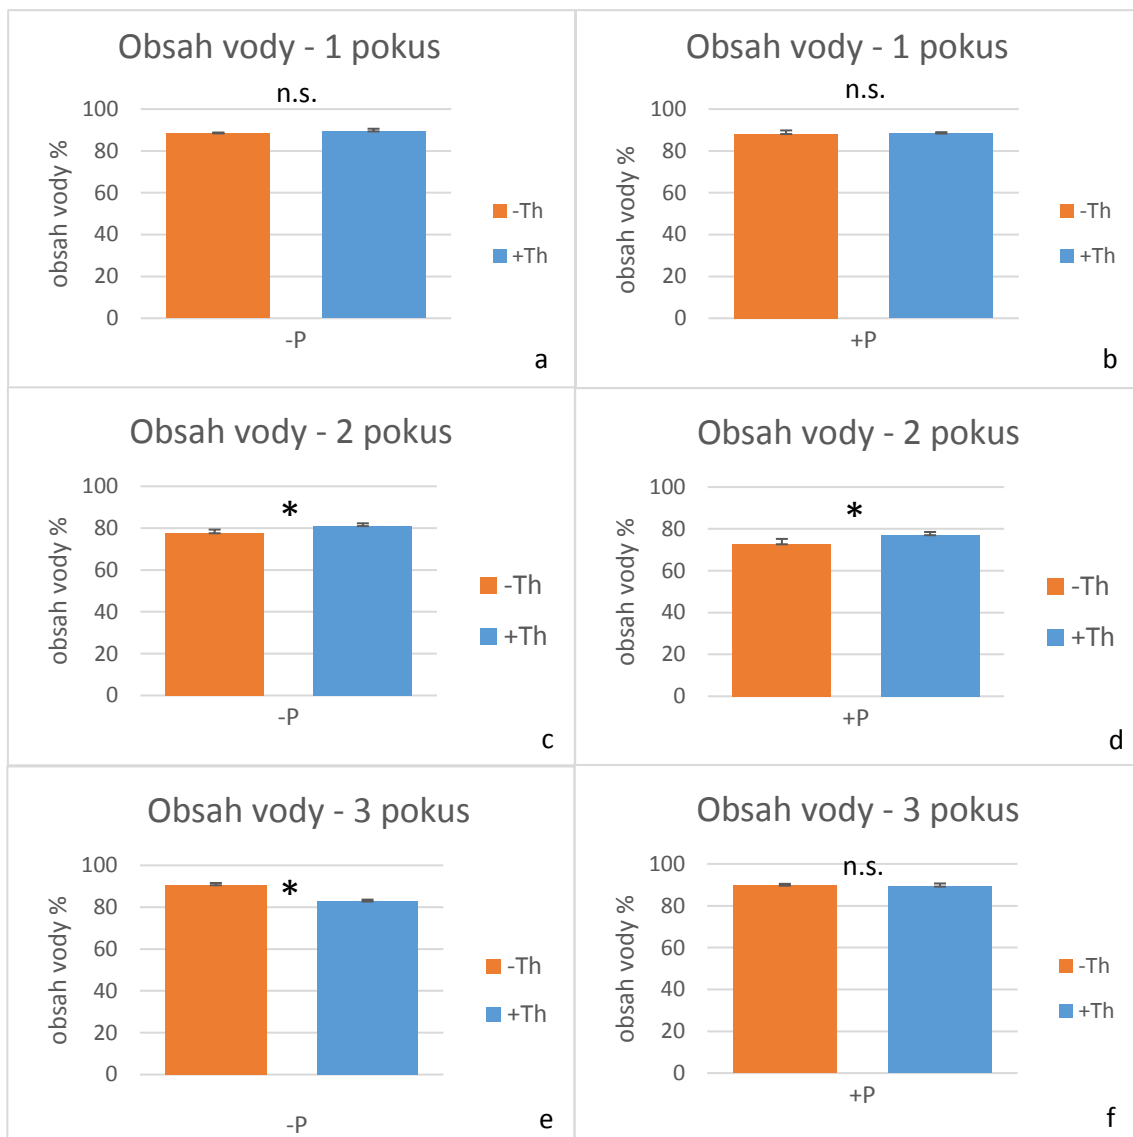 Obsah vody - 1 pokus
n.s.
obsah vody %
100
80
60
40
20
0
-P
-Th
+Th
a
Obsah vody - 1 pokus
n.s.
obsah vody %
100
80
60
40
20
0
+P
-Th
+Th
b
Obsah vody - 2 pokus
*
obsah vody %
100
80
60
40
20
0
-P
-Th
+Th
c
Obsah vody - 2 pokus
*
obsah vody %
100
80
60
40
20
0
+P
-Th
+Th
d
Obsah vody - 3 pokus
*
obsah vody %
100
80
60
40
20
0
-P
-Th
+Th
e
Obsah vody - 3 pokus
n.s.
obsah vody %
100
80
60
40
20
0
+P
-Th
+Th
f